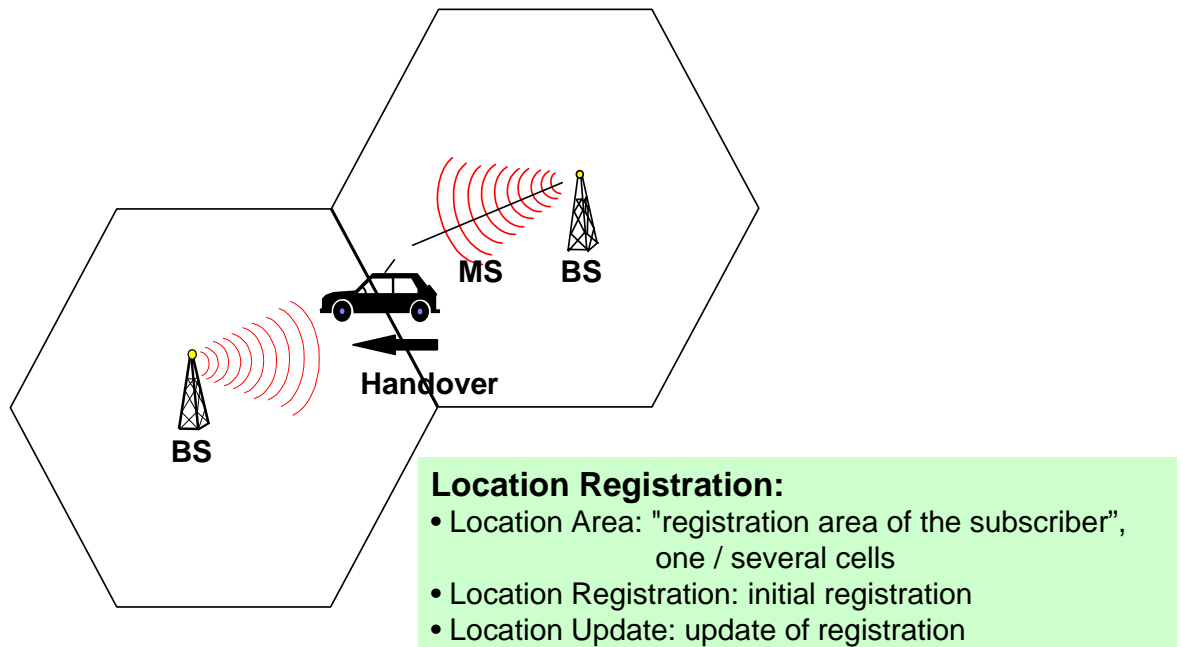 MS
BS
Handover
BS
Location Registration:
• Location Area: "registration area of the subscriber”,
one / several cells
• Location Registration: initial registration
• Location Update: update of registration